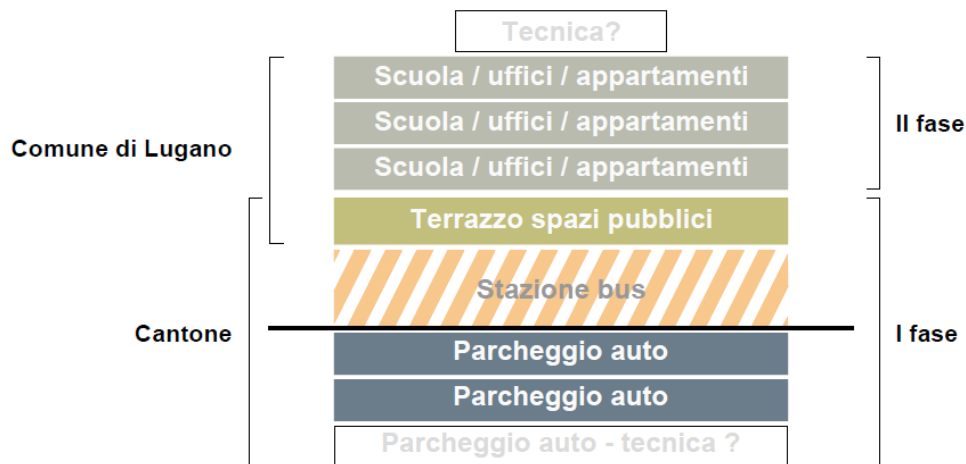 Tecnica?
Scuola / uffici / appartamenti
Scuola / uffici / appartamenti
Scuola / uffici / appartamenti
Comune di Lugano
II fase
Terrazzo spazi pubblici
Stazione bus
Cantone
I fase
Parcheggio auto
Parcheggio auto
Parcheggio auto - tecnica ?